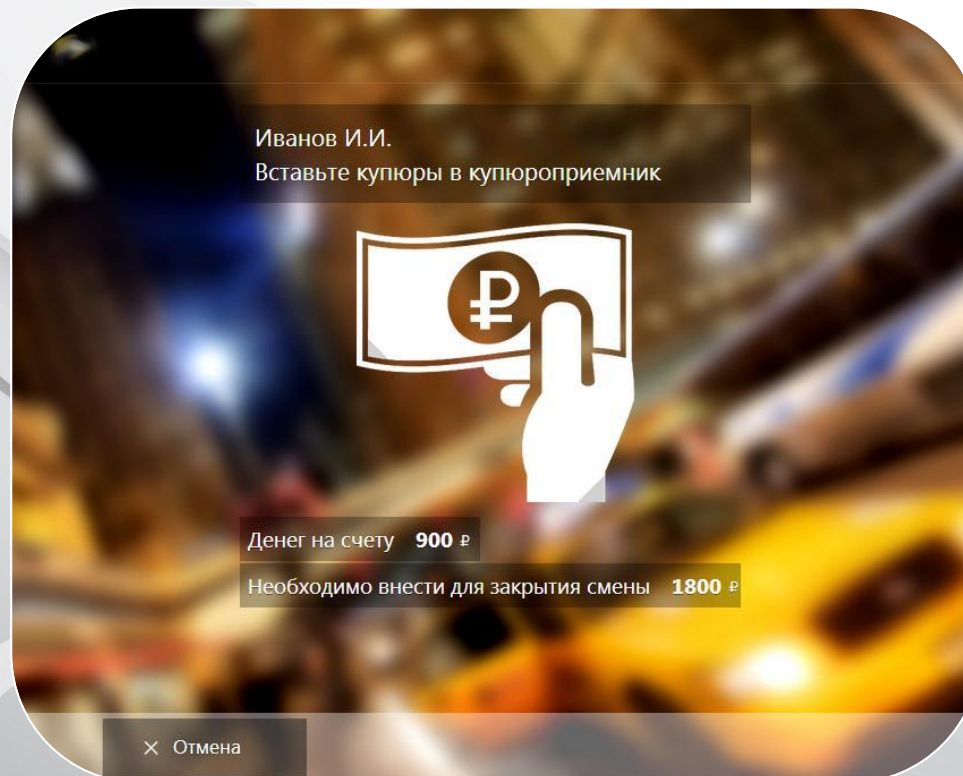 Иванов И.И.
Вставьте купюры в купюроприемник
₽
Денег на счету 900 ₽
Необходимо внести для закрытия смены 1800 ₽
× Отмена